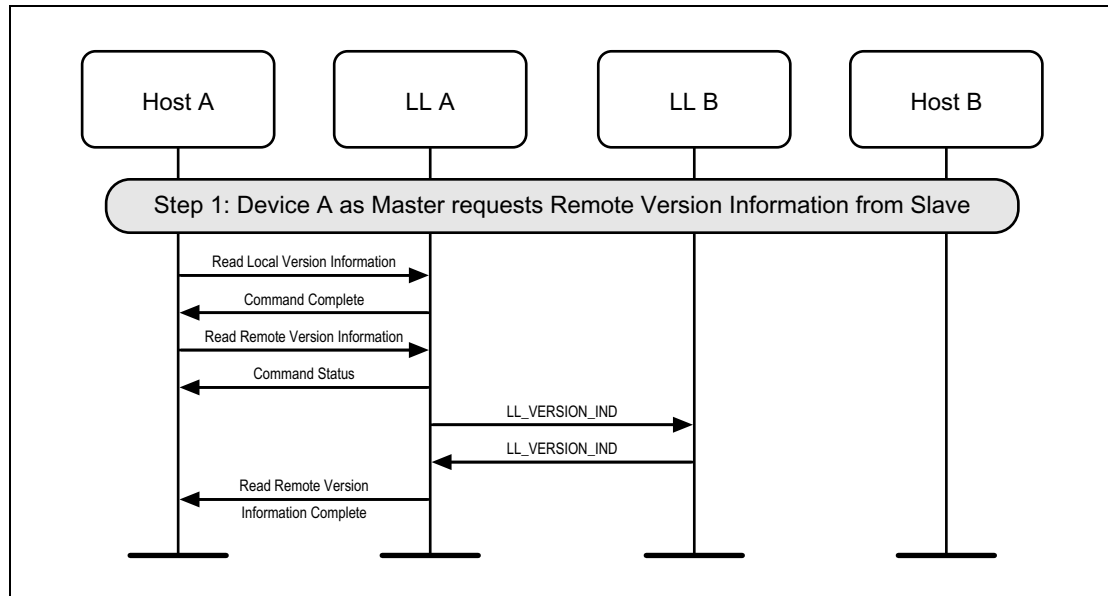 Host A
LL A
LL B
Host B
Step 1: Device A as Master requests Remote Version Information from Slave
Read Local Version Information
Command Complete
Read Remote Version Information
Command Status
LL_VERSION_IND
LL_VERSION_IND
Read Remote Version
Information Complete